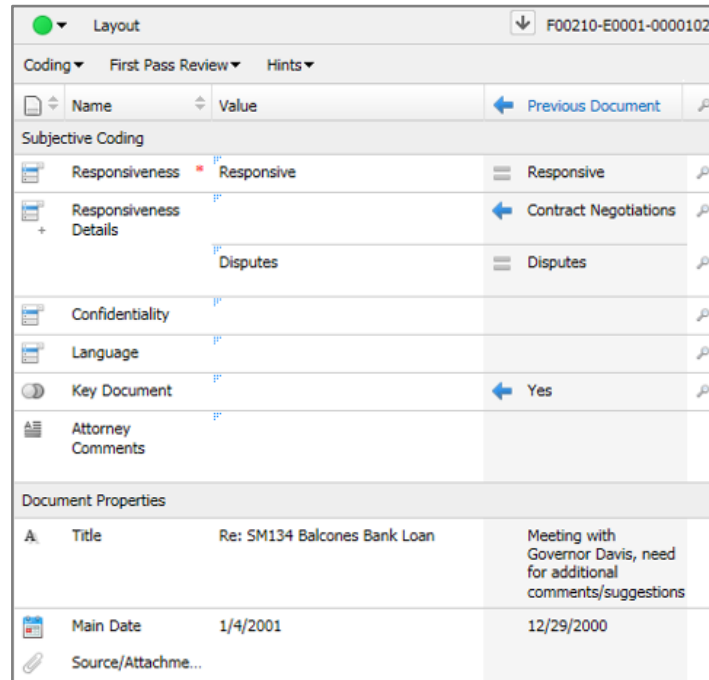 Layout F00210-E0001-0000102
Coding First Pass Review Hints
Name Value Previous Document
Subjective Coding
Responsiveness * Responsive Responsive
Responsiveness Contract Negotiations
Details
+
Disputes Disputes
Confidentiality
Language
Key Document Yes
Attorney
Comments
Document Properties
A Title Re: SM134 Balcones Bank Loan Meeting with
Governor Davis, need
for additional
comments/suggestions
Main Date 1/4/2001 12/29/2000
Source/Attachme...